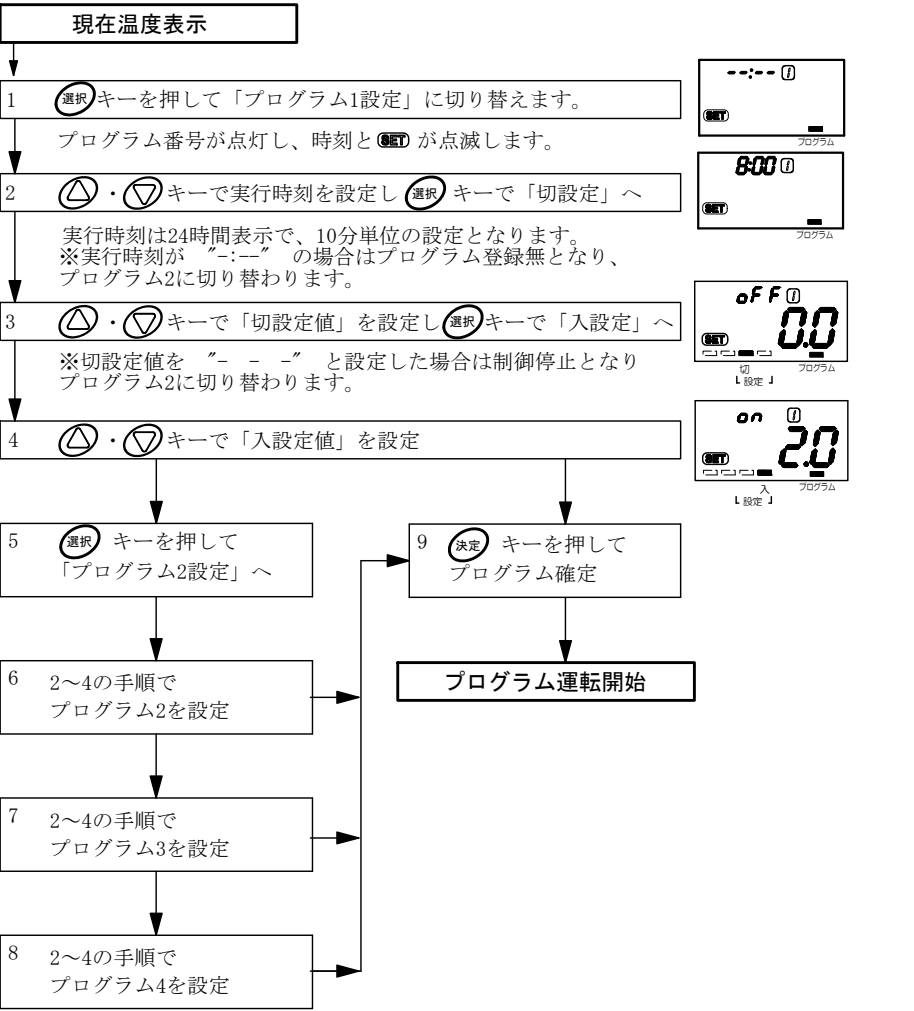 現在温度表示
1 選択キーを押して「プログラム1設定」に切り替えます。
プログラム番号が点灯し、時刻とSETが点滅します。
--:-- 1
SET
プログラム
2 △・▽キーで実行時刻を設定し選択キーで「切設定」へ
8:00 1
SET
プログラム
実行時刻は24時間表示で、10分単位の設定となります。
※実行時刻が ″-:--″ の場合はプログラム登録無となり、
プログラム2に切り替わります。
3 △・▽キーで「切設定値」を設定し選択キーで「入設定」へ
oFF 1
0.0
SET
切 プログラム
設定
※切設定値を ″- - -″ と設定した場合は制御停止となり
プログラム2に切り替わります。
4 △・▽キーで「入設定値」を設定
on 1
2.0
SET
入 プログラム
設定
5 選択 キーを押して
「プログラム2設定」へ
9 決定 キーを押して
プログラム確定
6 2～4の手順で
プログラム2を設定
プログラム運転開始
7 2～4の手順で
プログラム3を設定
8 2～4の手順で
プログラム4を設定